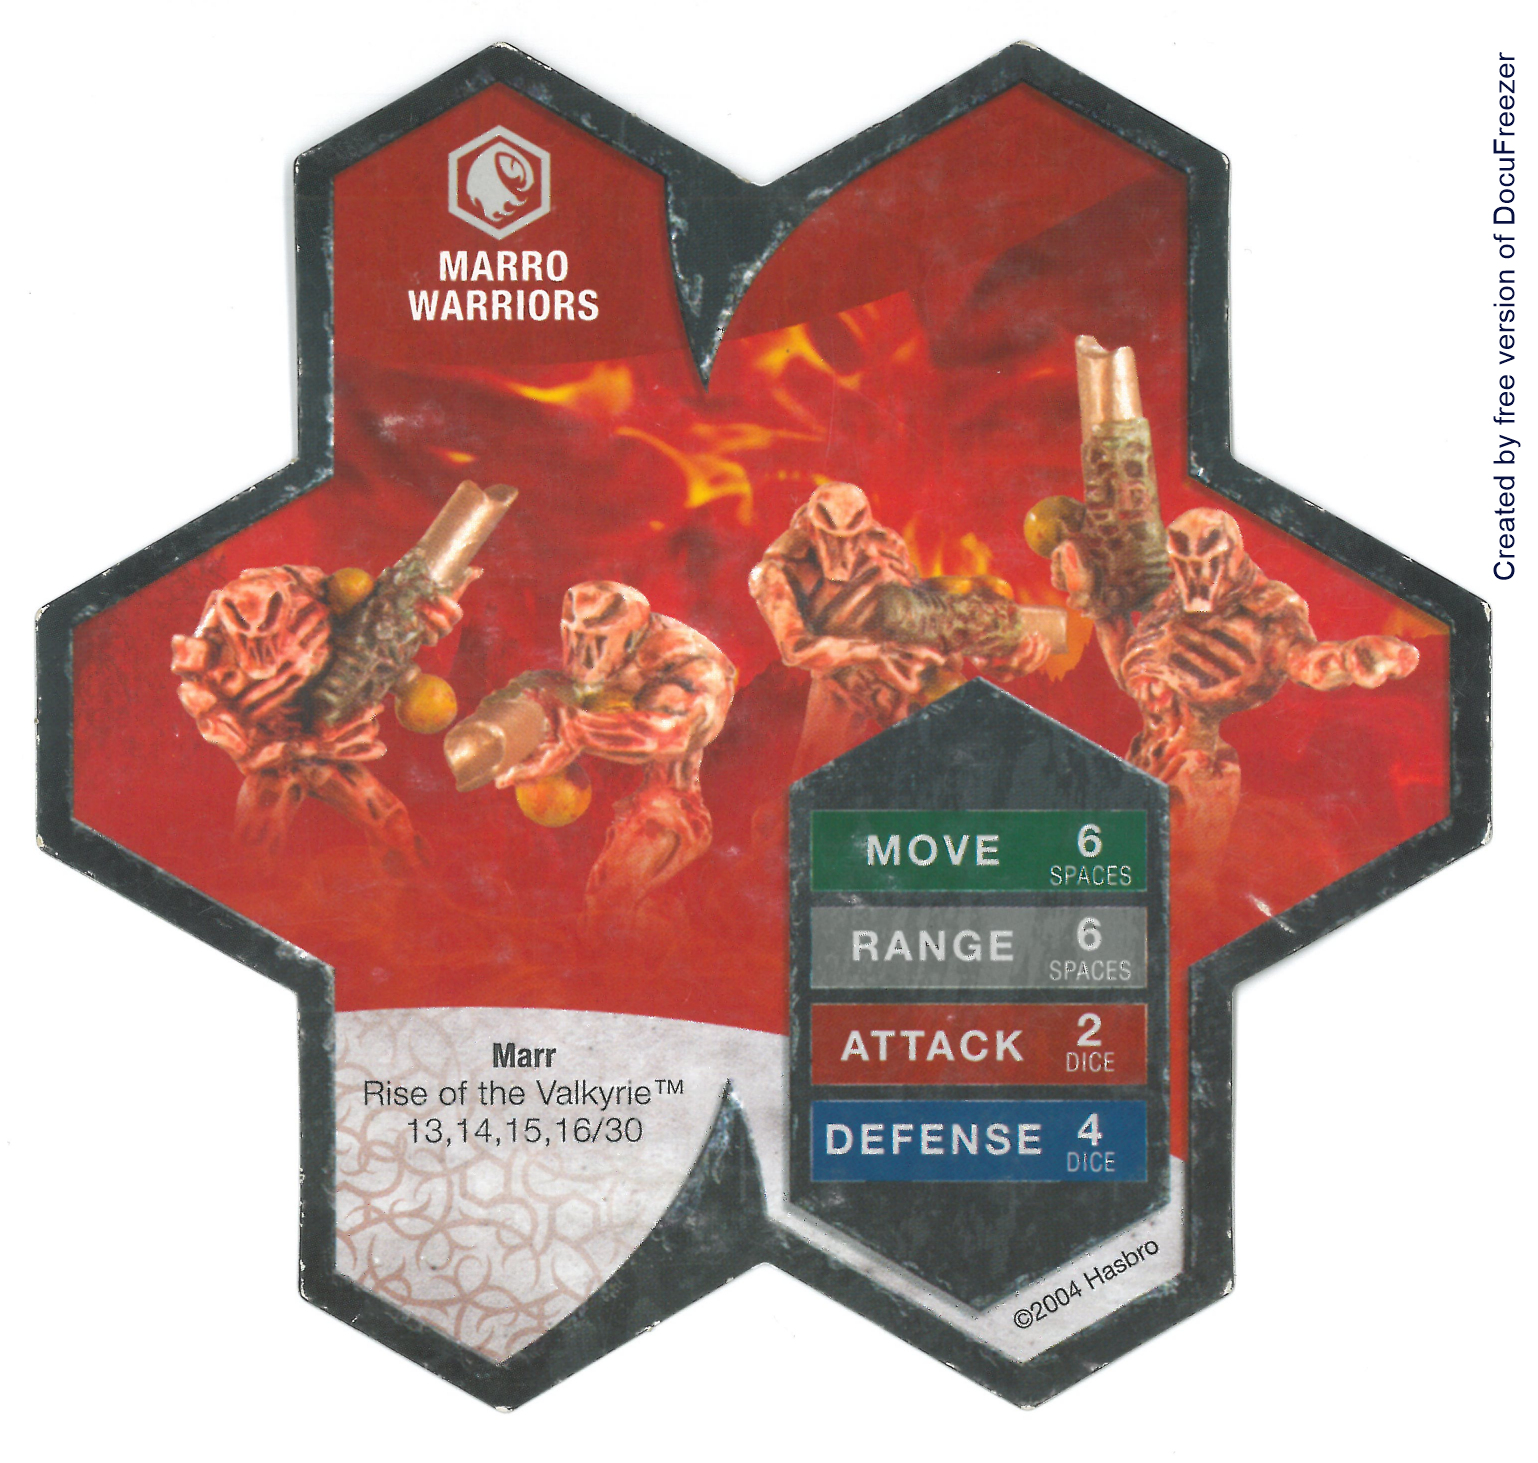 MARRO
WARRIORS
MOVE 6
SPACES
RANGE 6
SPACES
ATTACK 2
DICE
DEFENSE 4
DICE
Marr
Rise of the Valkyrie™
13,14,15,16/30
©2004 Hasbro
Created by free version of DocuFreezer